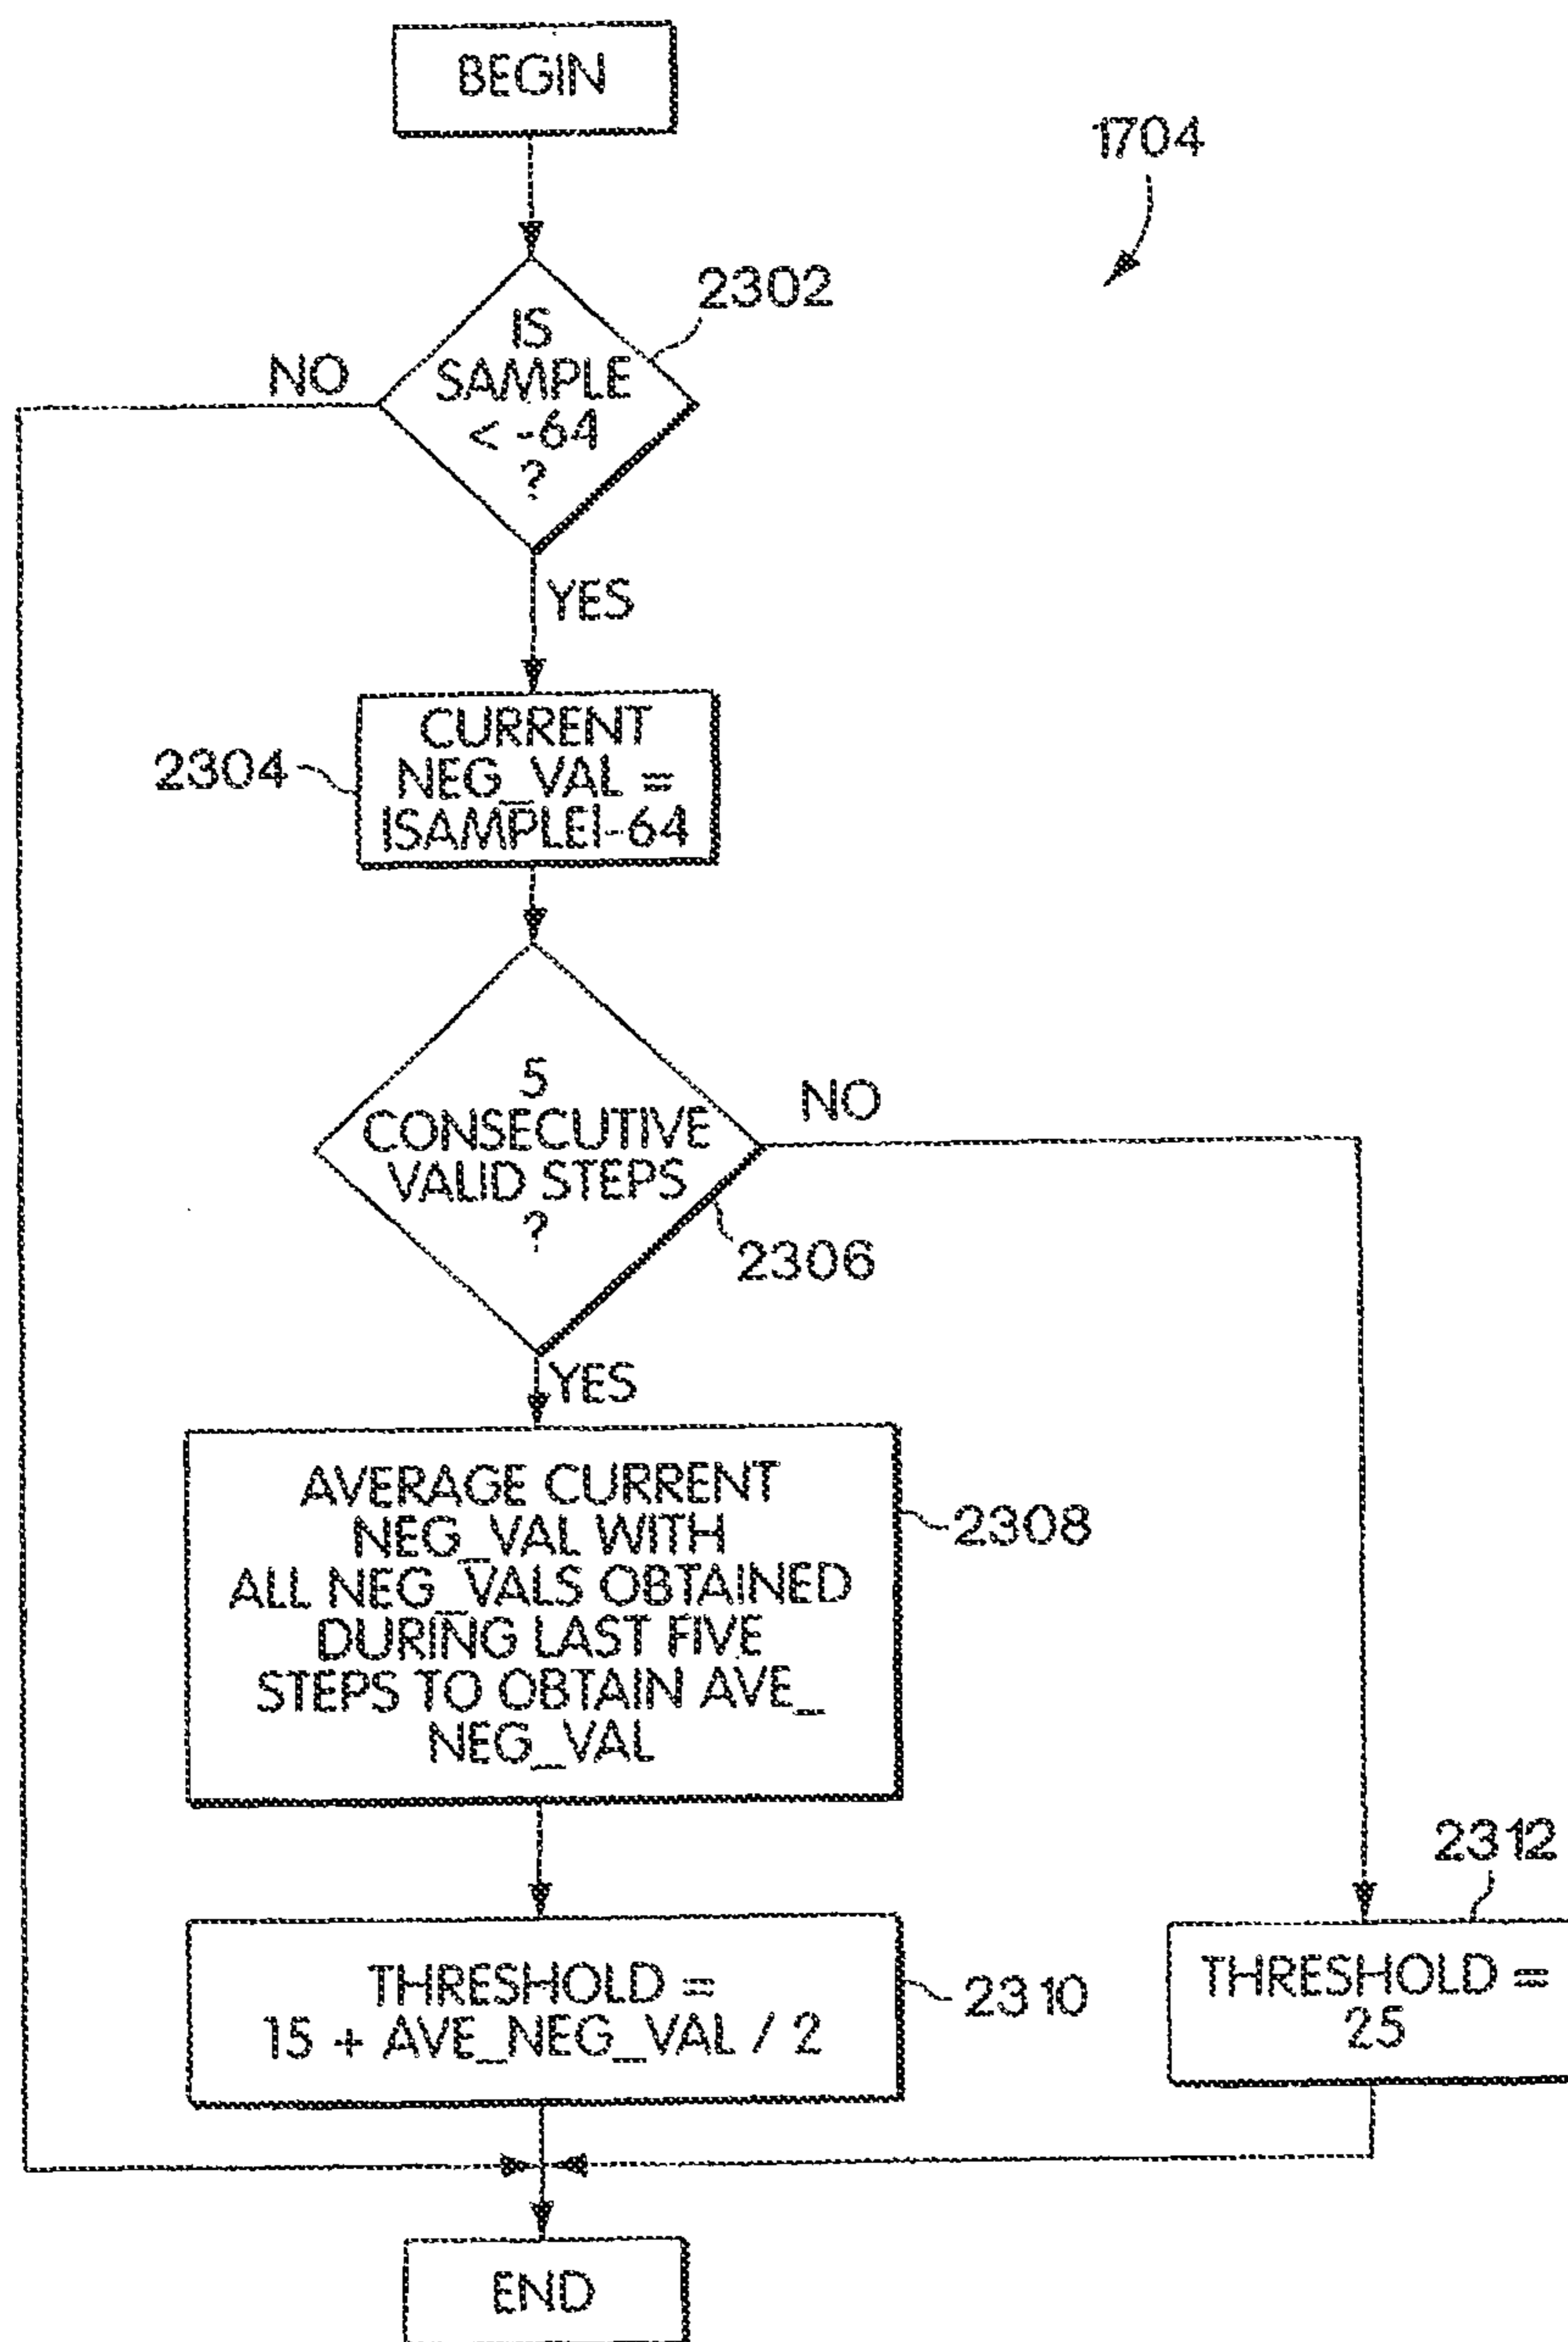 BEGIN
1704
2302
IS
SAMPLE
< -64
?
NO
YES
2304
CURRENT
NEG_VAL =
|SAMPLE|-64
5
CONSECUTIVE
VALID STEPS
?
NO
2306
YES
AVERAGE CURRENT
NEG_VAL WITH
ALL NEG_VALS OBTAINED
DURING LAST FIVE
STEPS TO OBTAIN AVE_
NEG_VAL
2308
THRESHOLD =
15 + AVE_NEG_VAL / 2
2310
2312
THRESHOLD =
25
END